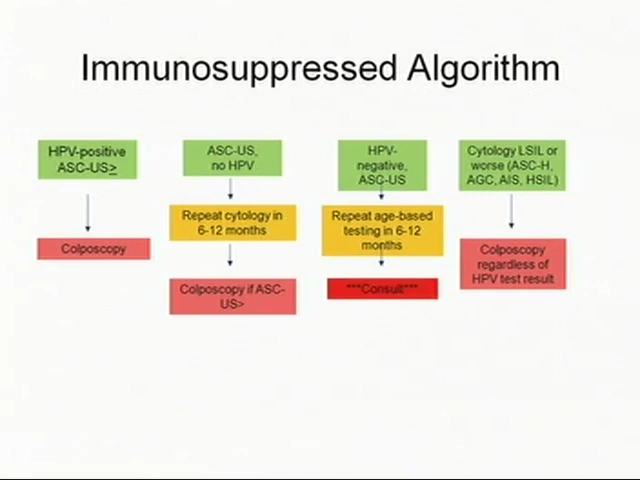 Immunosuppressed Algorithm
HPV-positive
ASC-US≥
Colposcopy
ASC-US,
no HPV
Repeat cytology in
6-12 months
Colposcopy if ASC-
US>
HPV-
negative,
ASC-US
Repeat age-based
testing in 6-12
months
***Consult***
Cytology LSIL or
worse (ASC-H,
AGC, AIS, HSIL)
Colposcopy
regardless of
HPV test result